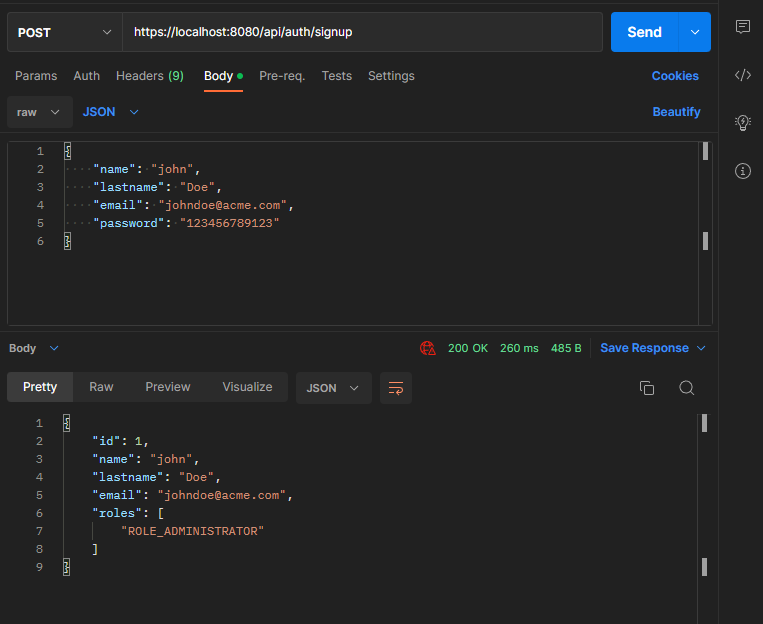 POST https://localhost:8080/api/auth/signup Send
Params Auth Headers (9) Body Pre-req. Tests Settings Cookies
raw JSON Beautify
1 {
2 "name": "john",
3 "lastname": "Doe",
4 "email": "johndoe@acme.com",
5 "password": "123456789123"
6 }
Body 200 OK 260 ms 485 B Save Response
Pretty Raw Preview Visualize JSON
1 {
2 "id": 1,
3 "name": "john",
4 "lastname": "Doe",
5 "email": "johndoe@acme.com",
6 "roles": [
7 "ROLE_ADMINISTRATOR"
8 ]
9 }